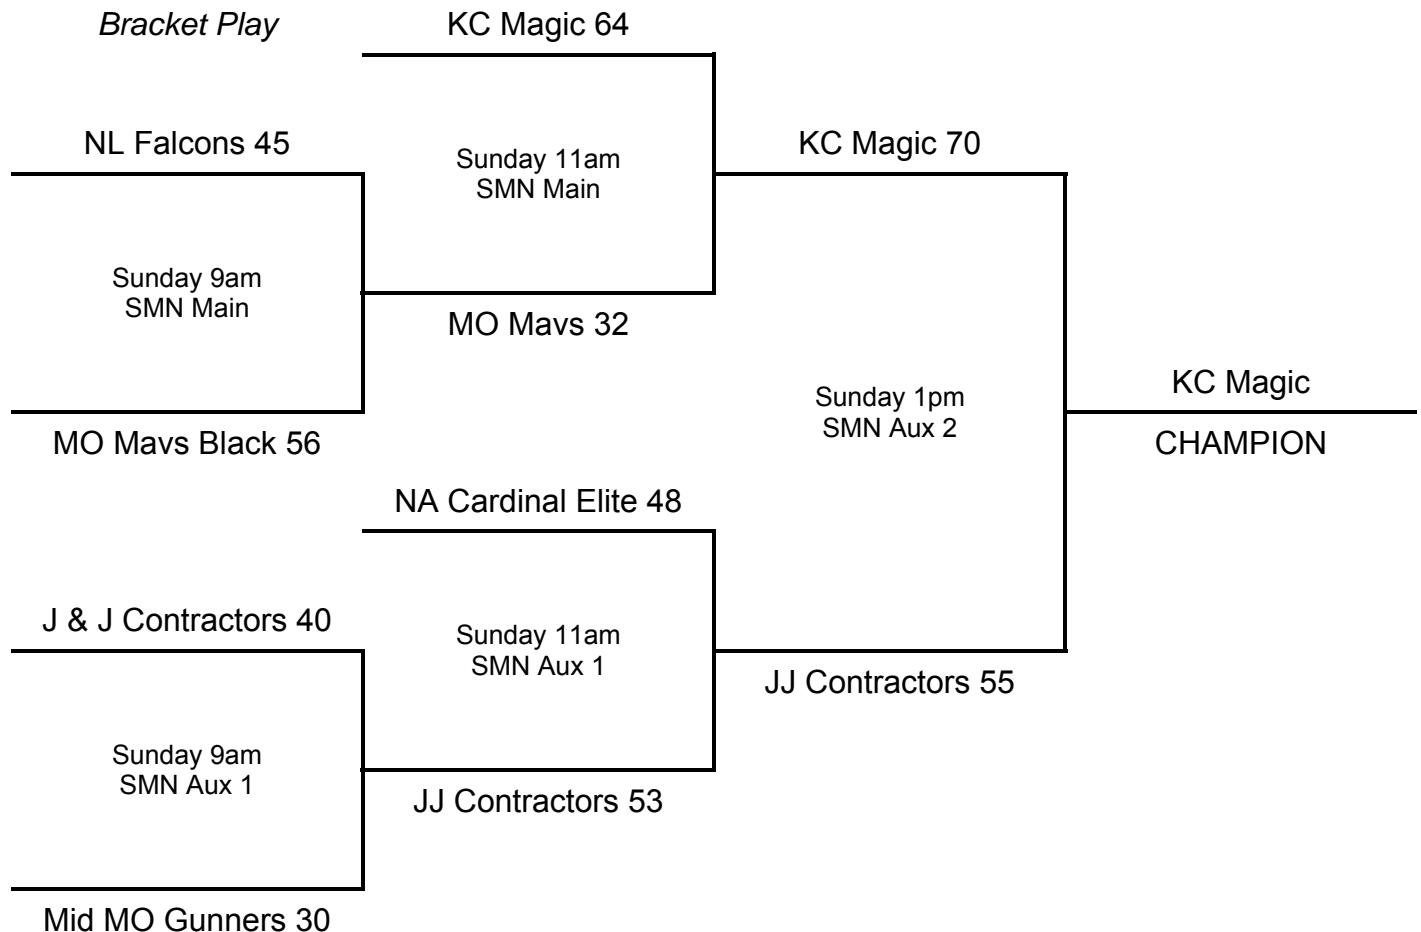 Bracket Play
KC Magic 64
NL Falcons 45
Sunday 11am
SMN Main
KC Magic 70
Sunday 9am
SMN Main
MO Mavs 32
MO Mavs Black 56
Sunday 1pm
SMN Aux 2
KC Magic
CHAMPION
NA Cardinal Elite 48
J & J Contractors 40
Sunday 11am
SMN Aux 1
JJ Contractors 55
Sunday 9am
SMN Aux 1
JJ Contractors 53
Mid MO Gunners 30